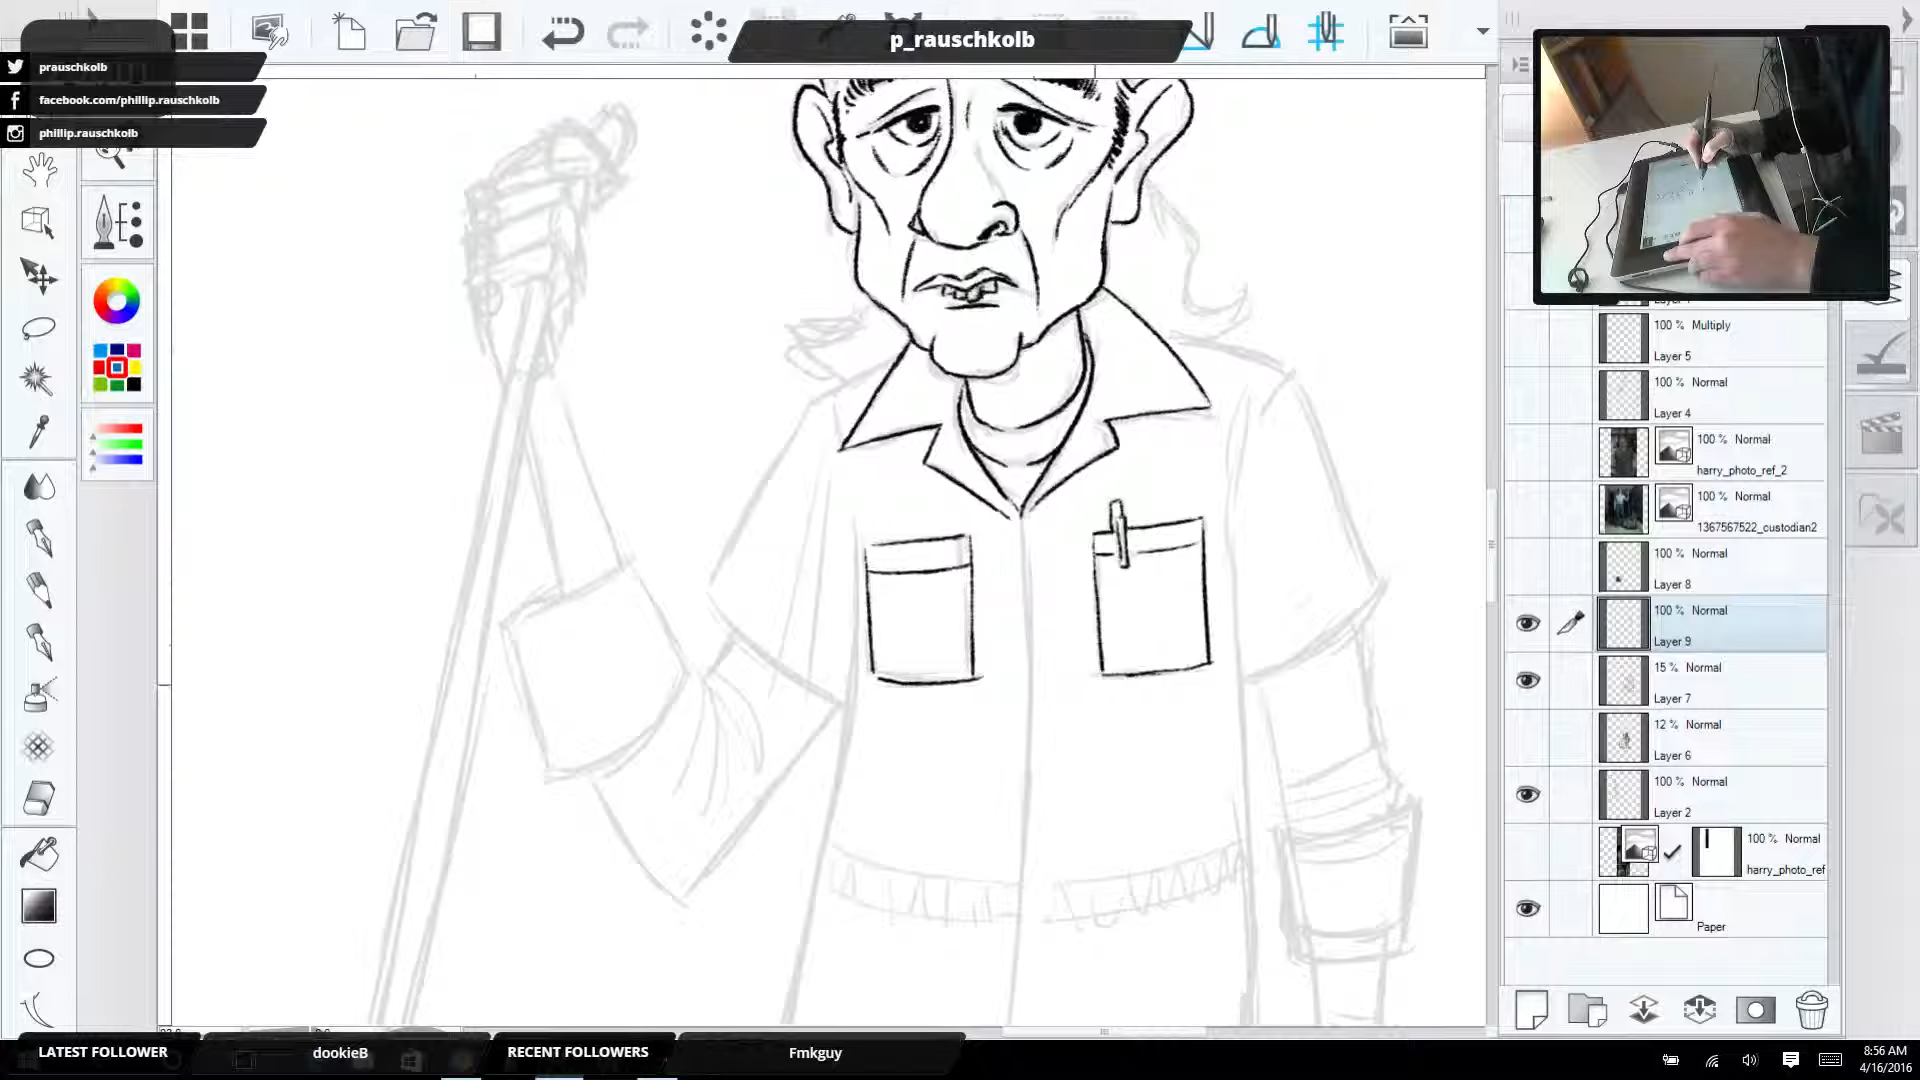 p_rauschkolb
prauschkolb
facebook.com/phillip.rauschkolb
phillip.rauschkolb
100 % Multiply
Layer 5
100 % Normal
Layer 4
100 % Normal
harry_photo_ref_2
100 % Normal
1367567522_custodian2
100 % Normal
Layer 8
100 % Normal
Layer 9
15 % Normal
Layer 7
12 % Normal
Layer 6
100 % Normal
Layer 2
100 % Normal
harry_photo_ref
Paper
LATEST FOLLOWER
dookieB
RECENT FOLLOWERS
Fmkguy
8:56 AM
4/16/2016